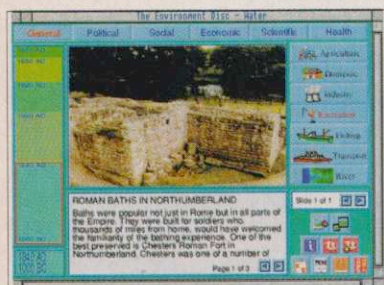 The Environment Disc - Water
General Political Social Economic Scientific Health
Agriculture
Domestic
Industry
Recreation
Fishing
Transport
River
Slide 1 of 1
ROMAN BATHS IN NORTHUMBERLAND
Baths were popular not just in Rome but in all parts of
the Empire. They were built for soldiers who,
thousands of miles from home, would have welcomed
the familiarity of the bathing experience. One of the
best preserved is Chesters Roman Fort in
Northumberland. Chesters was one of a number of
Page 1 of 3